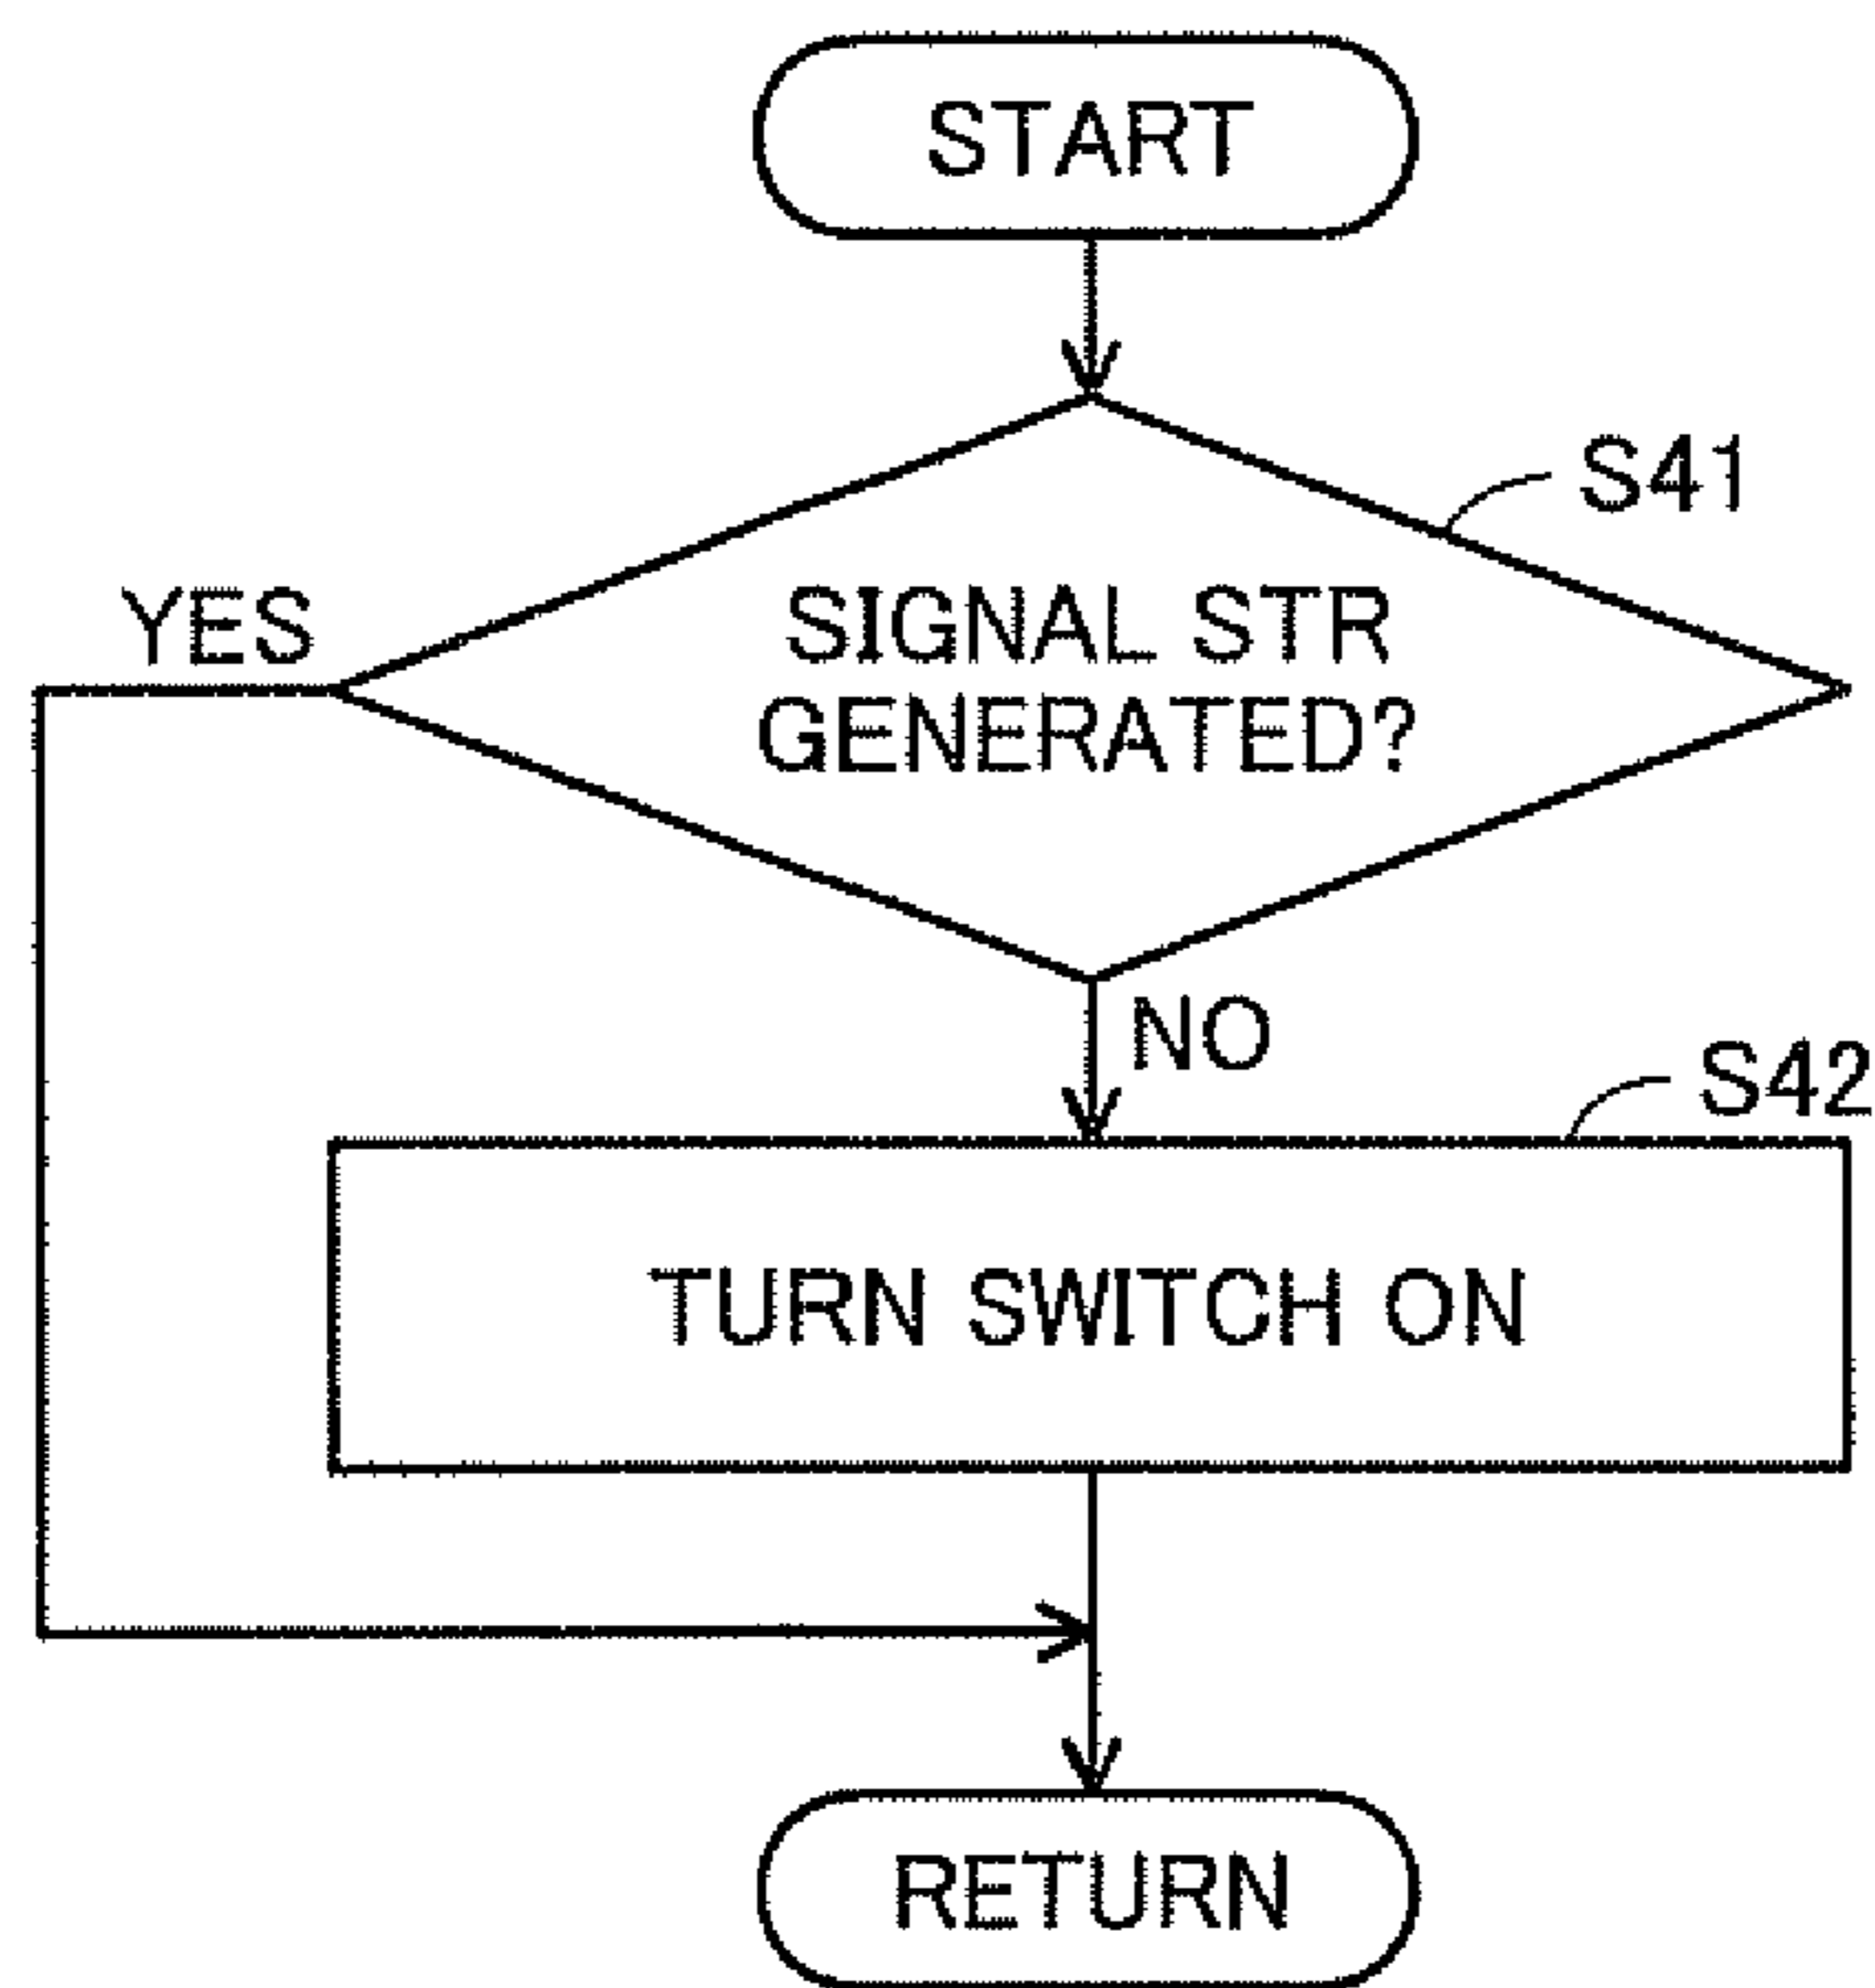 START
S41
YES
SIGNAL STR
GENERATED?
NO
S42
TURN SWITCH ON
RETURN